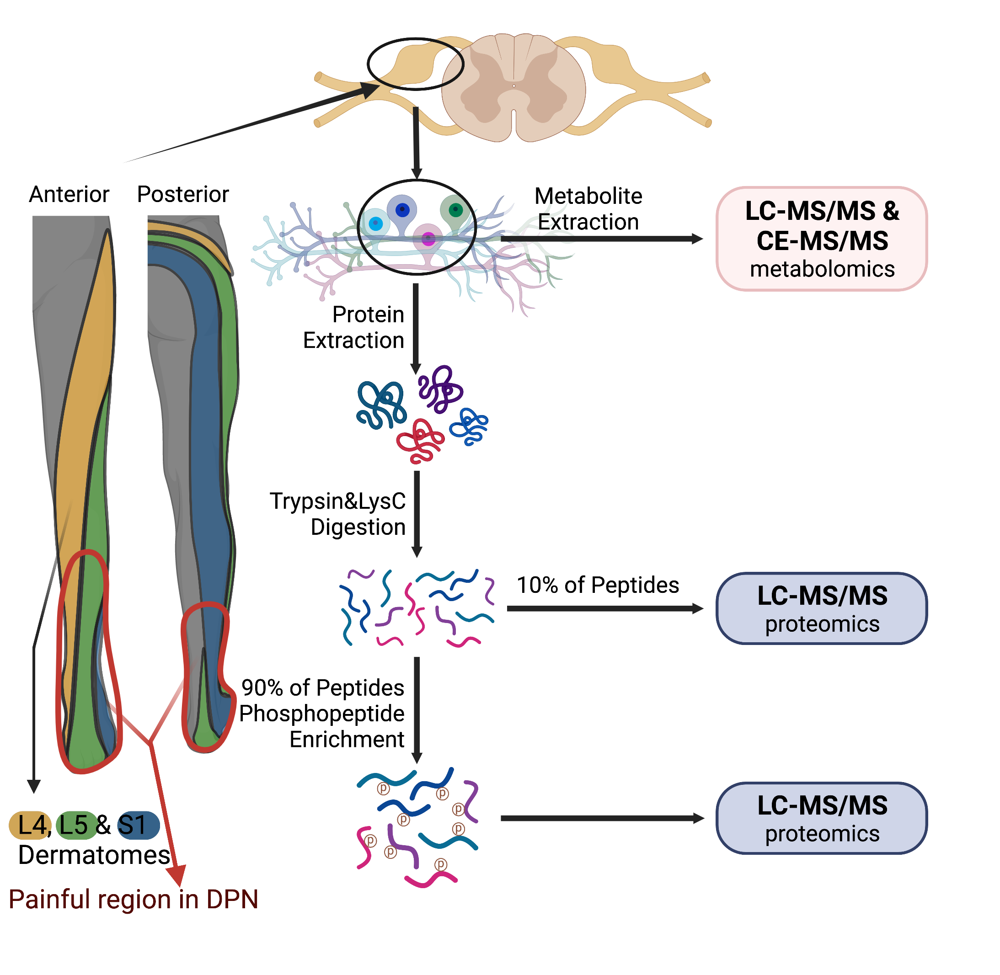 Anterior
Posterior
Metabolite
Extraction
LC-MS/MS &
CE-MS/MS
metabolomics
Protein
Extraction
Trypsin&LysC
Digestion
10% of Peptides
LC-MS/MS
proteomics
90% of Peptides
Phosphopeptide
Enrichment
p
p
p
p
p
p
p
p
LC-MS/MS
proteomics
L4, L5 & S1
Dermatomes
Painful region in DPN